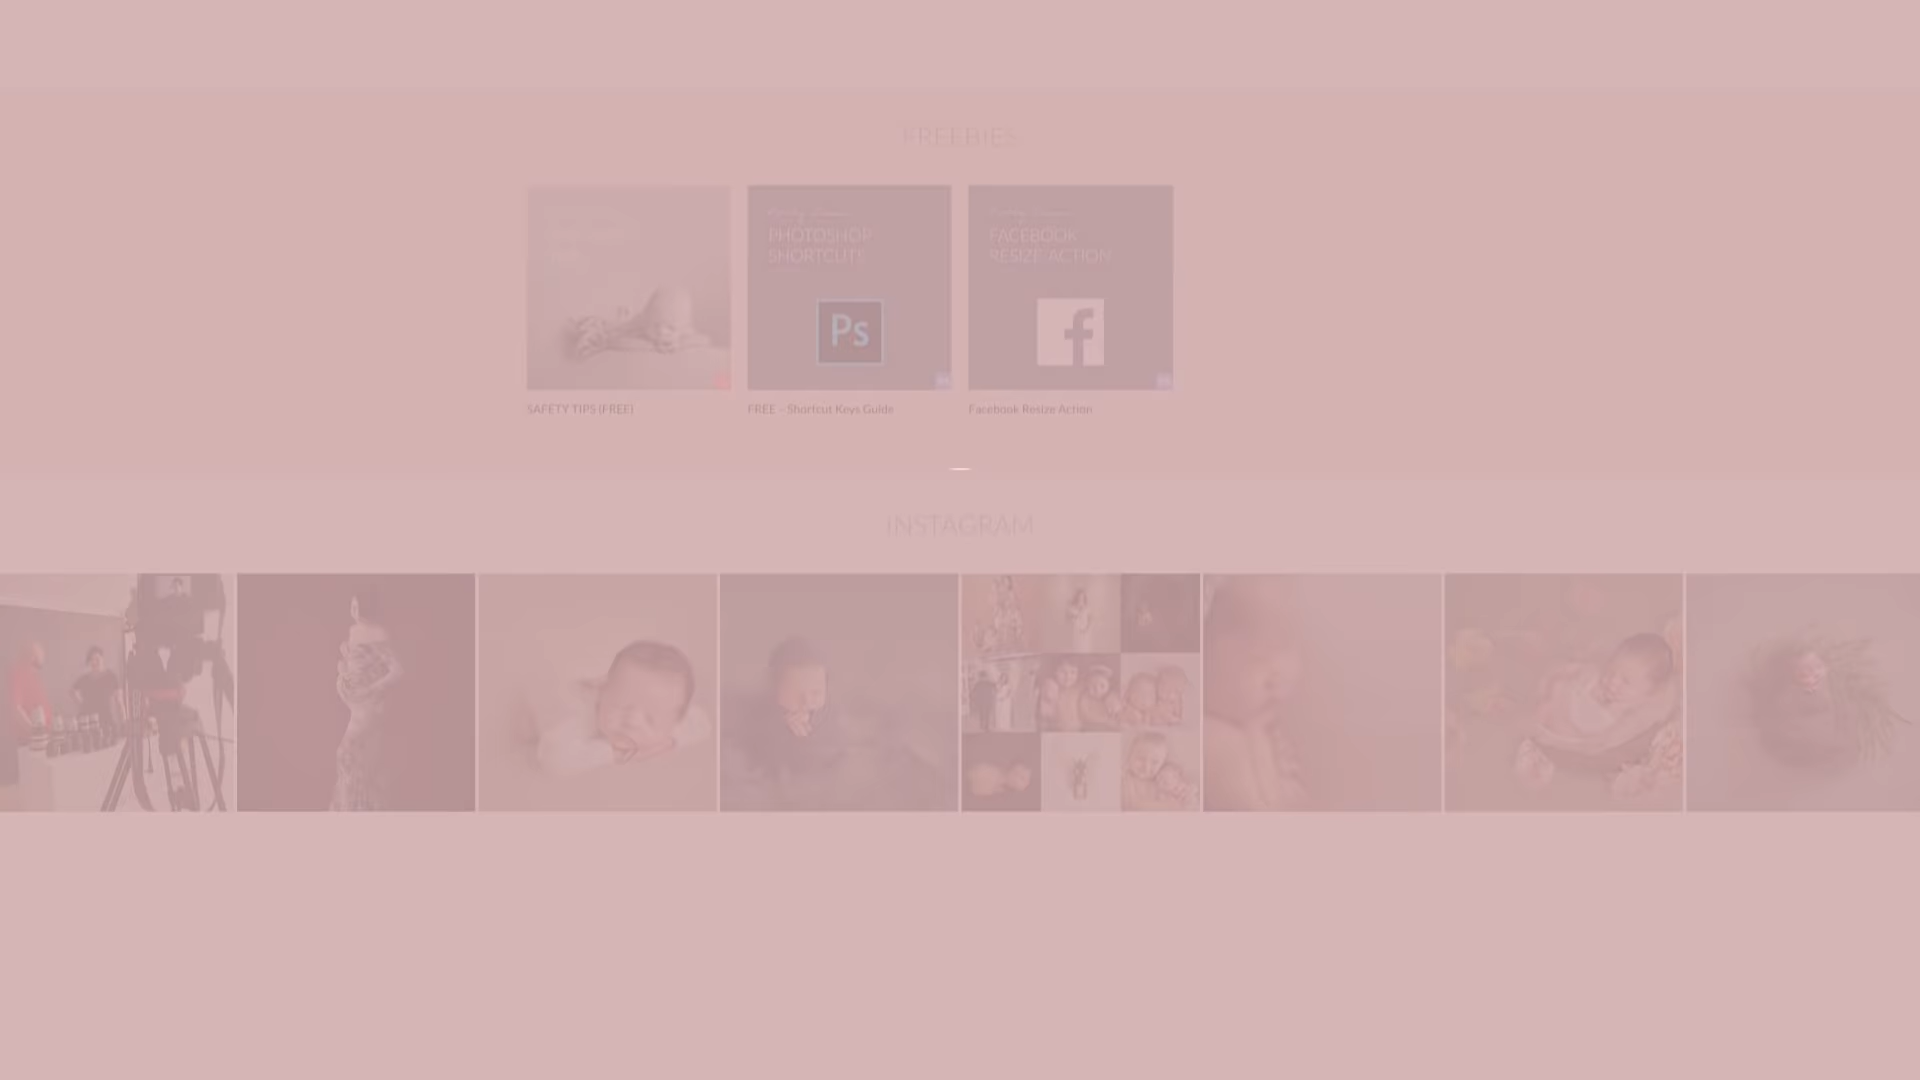 FREEBIES
PHOTOSHOP
SHORTCUTS
Ps
FACEBOOK
RESIZE ACTION
f
SAFETY TIPS (FREE)
FREE – Shortcut Keys Guide
Facebook Resize Action
INSTAGRAM